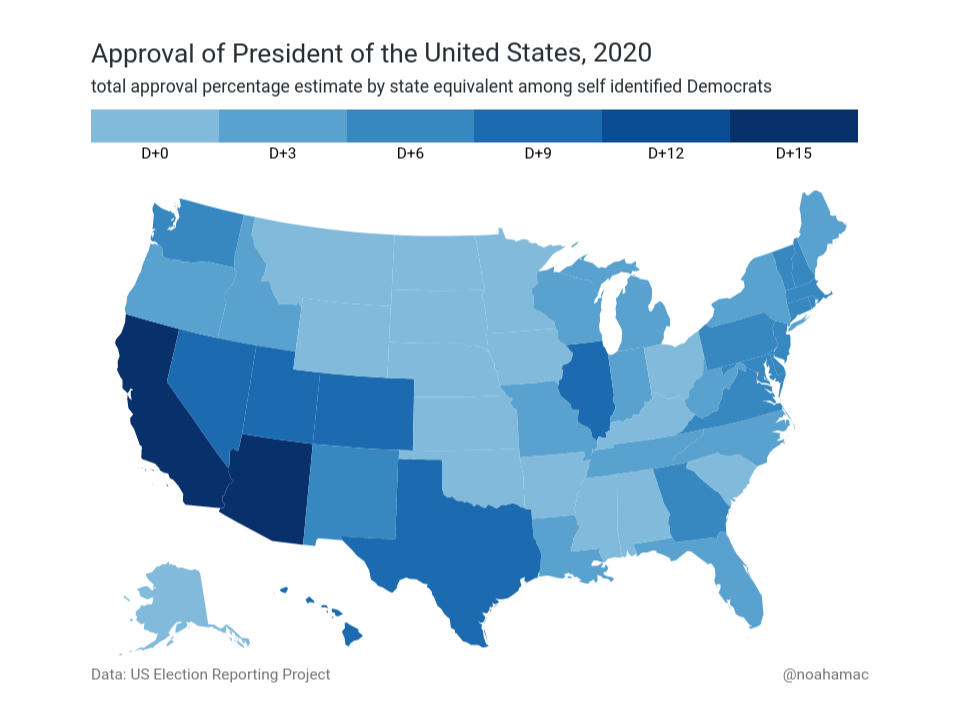 Approval of President of the United States, 2020
total approval percentage estimate by state equivalent among self identified Democrats
D+0 D+3 D+6 D+9 D+12 D+15
Data: US Election Reporting Project @noahamac